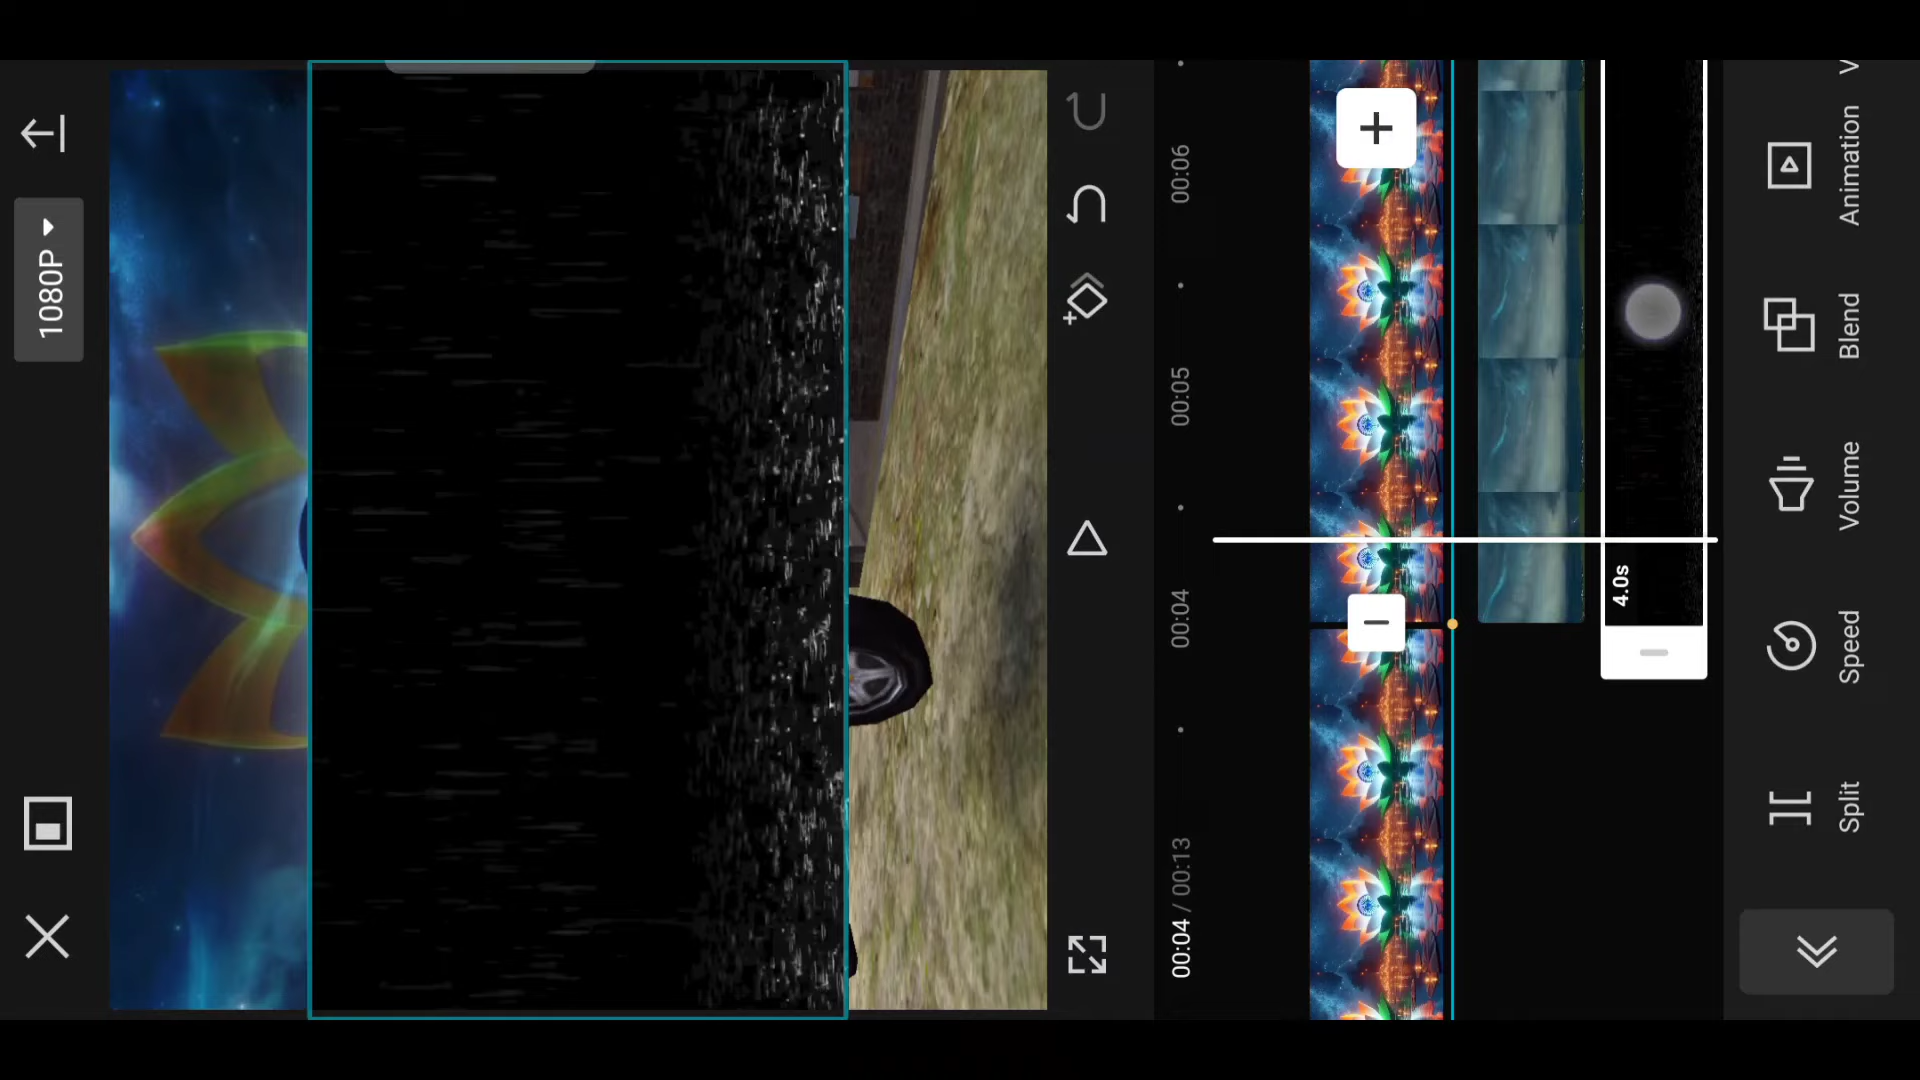 1080P
00:04 / 00:13
00:04
00:05
00:06
4.0s
Split
Speed
Volume
Blend
Animation
V